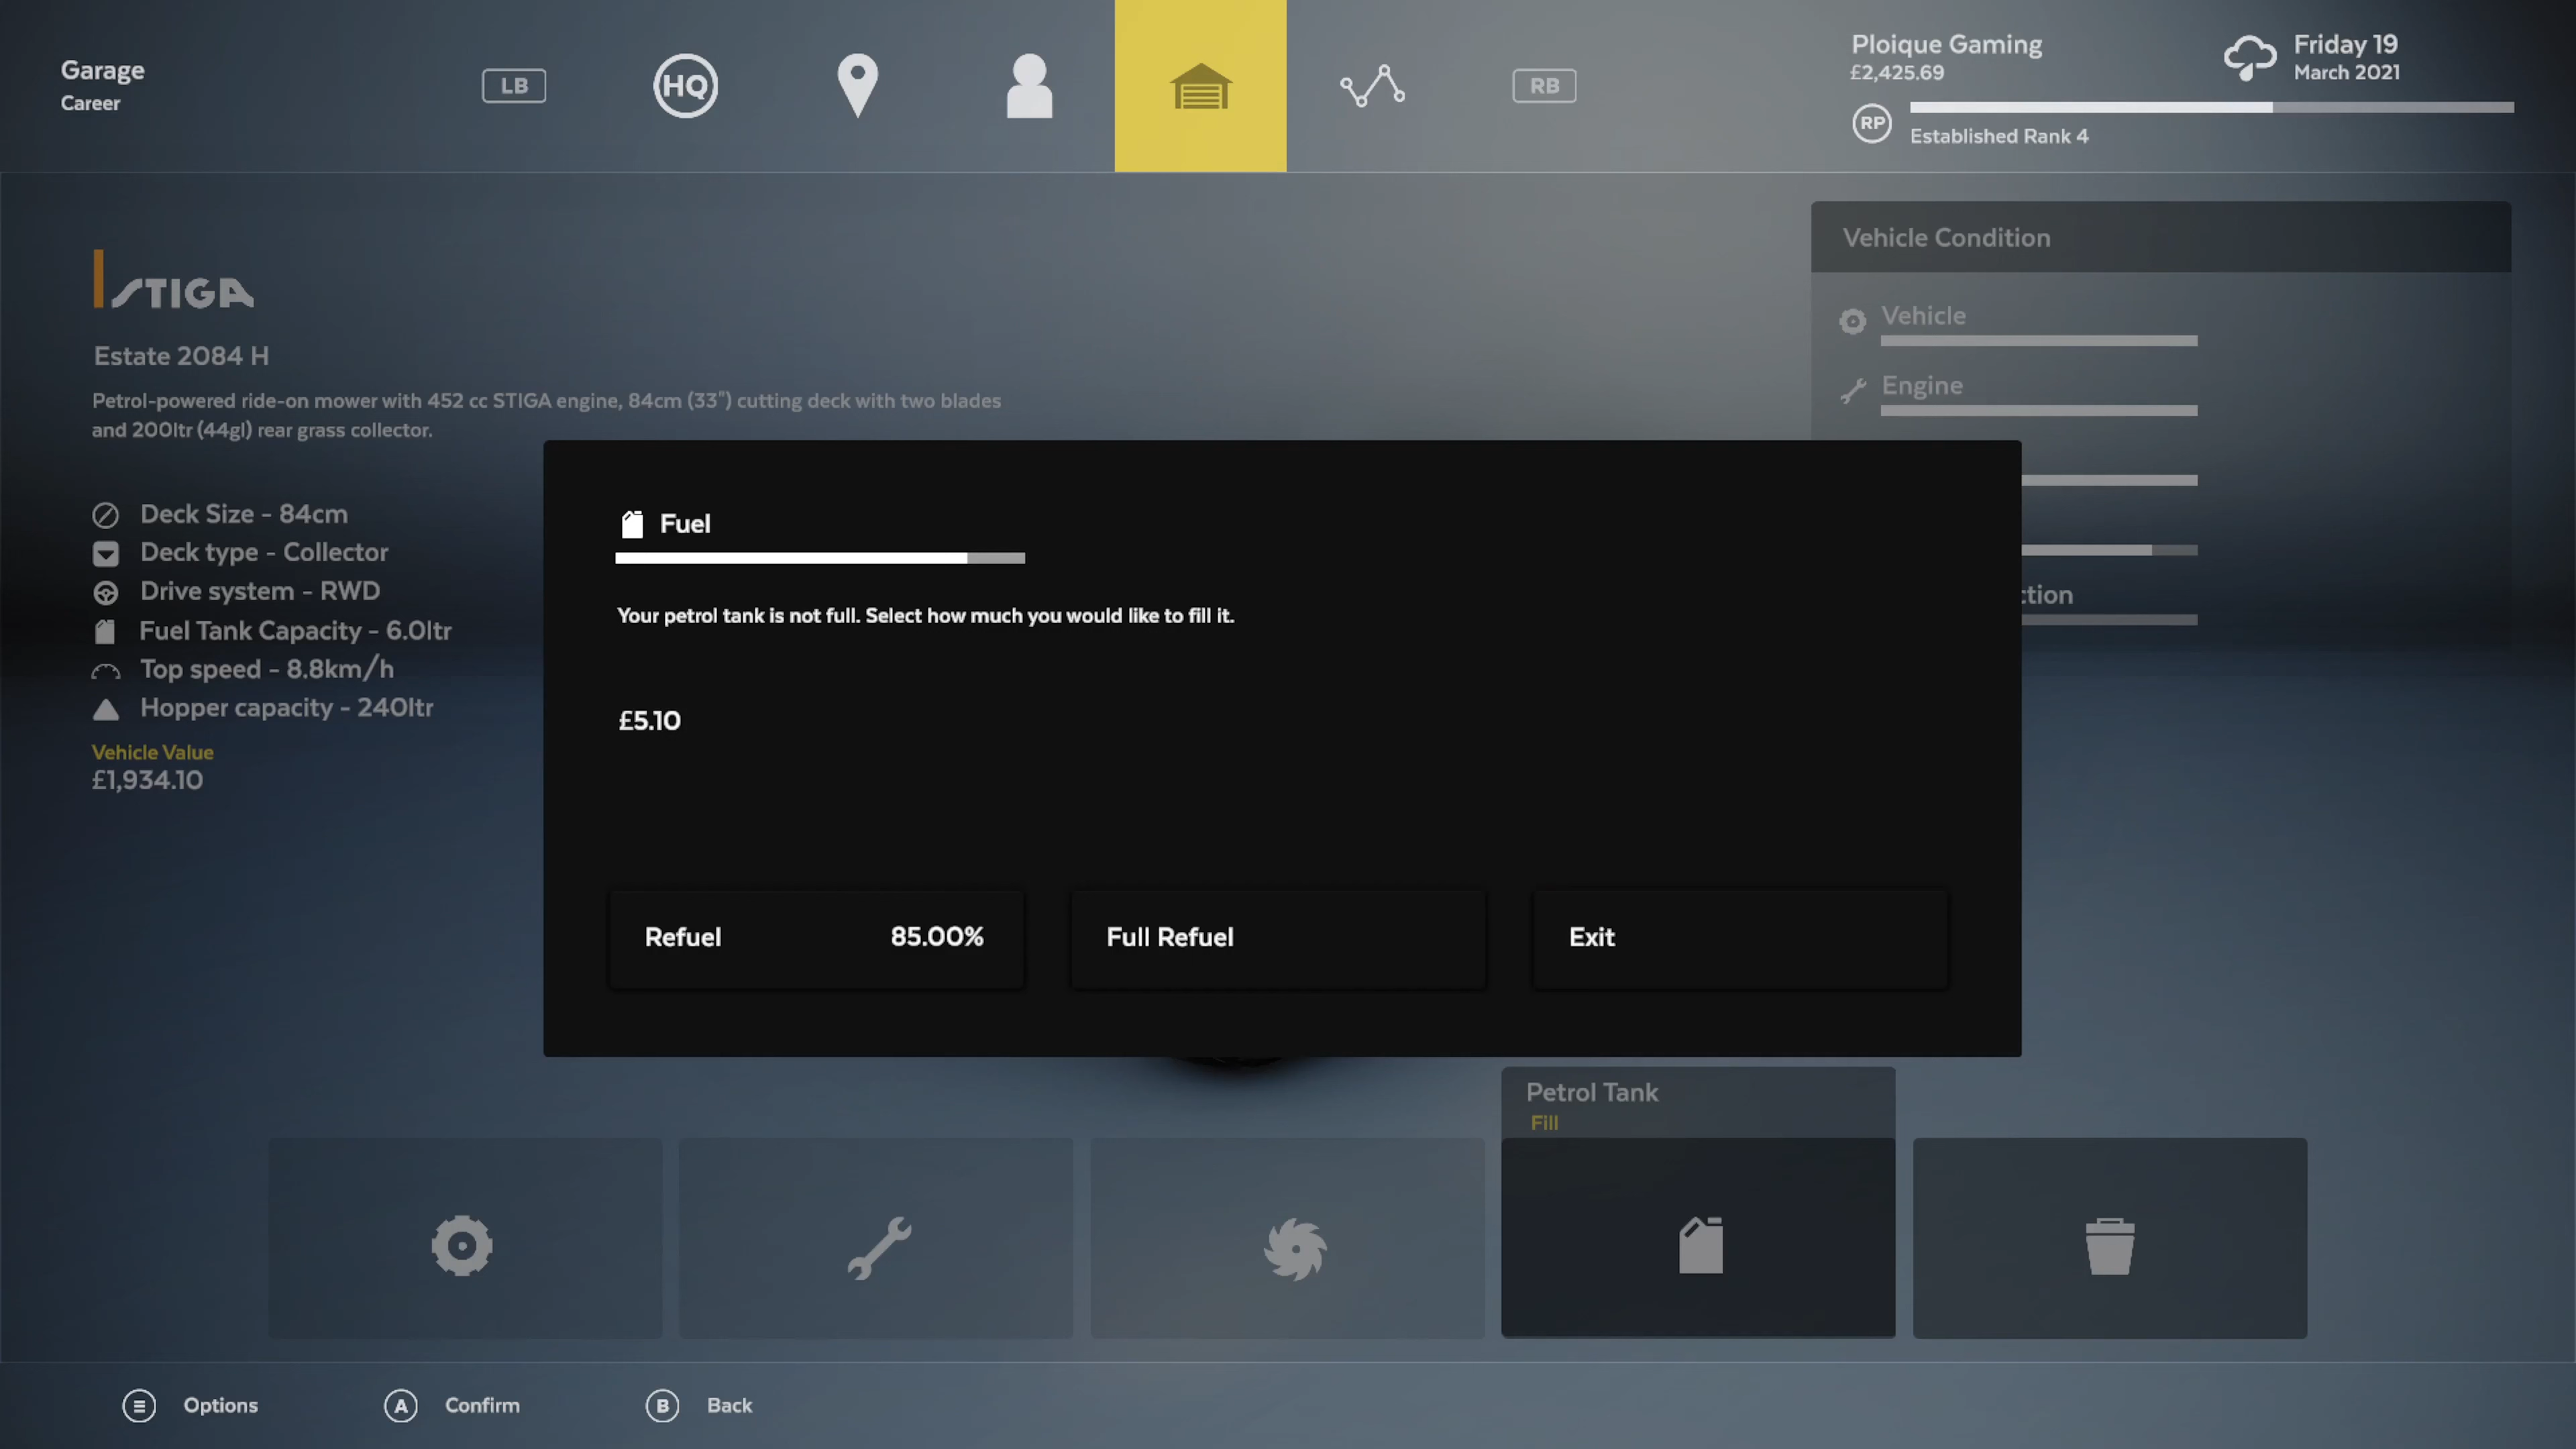 Garage
Career
LB
HQ
RB
Ploique Gaming
£2,425.69
Friday 19
March 2021
RP
Established Rank 4
STIGA
Estate 2084 H
Petrol-powered ride-on mower with 452 cc STIGA engine, 84cm (33") cutting deck with two blades
and 200ltr (44gl) rear grass collector.
Deck Size - 84cm
Deck type - Collector
Drive system - RWD
Fuel Tank Capacity - 6.0ltr
Top speed - 8.8km/h
Hopper capacity - 240ltr
Vehicle Value
£1,934.10
Vehicle Condition
Vehicle
Engine
ction
Fuel
Your petrol tank is not full. Select how much you would like to fill it.
£5.10
Refuel 85.00%
Full Refuel
Exit
Petrol Tank
Fill
Options
A Confirm
B Back